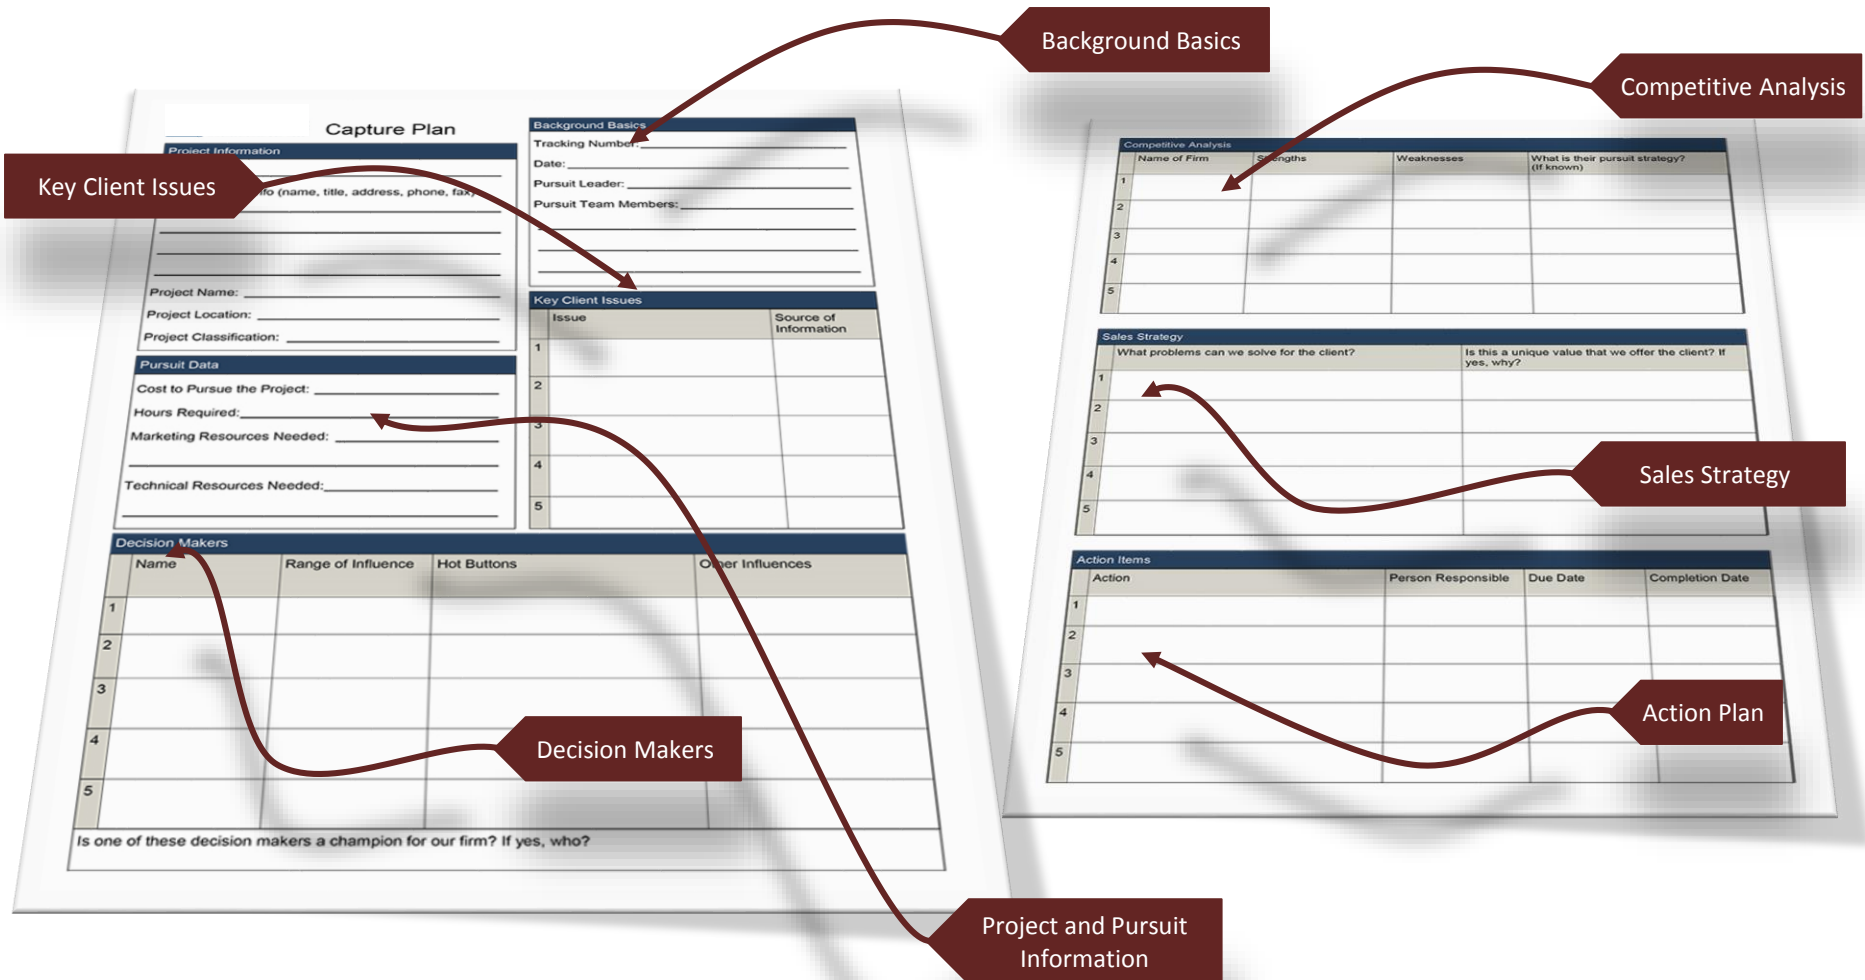 Background Basics
Competitive Analysis
Key Client Issues
Capture Plan
Project Information
fo (name, title, address, phone, fax)
Project Name:
Project Location:
Project Classification:
Pursuit Data
Cost to Pursue the Project:
Hours Required:
Marketing Resources Needed:
Technical Resources Needed:
Background Basics
Tracking Number:
Date:
Pursuit Leader:
Pursuit Team Members:
Key Client Issues
Issue Source of
Information
1
2
3
4
5
Decision Makers
Name Range of Influence Hot Buttons Other Influences
1
2
3
4
5
Is one of these decision makers a champion for our firm? If yes, who?
Decision Makers
Project and Pursuit
Information
Competitive Analysis
Name of Firm Strengths Weaknesses What is their pursuit strategy?
(If known)
1
2
3
4
5
Sales Strategy
What problems can we solve for the client? Is this a unique value that we offer the client? If
yes, why?
1
2
3
4
5
Sales Strategy
Action Items
Action Person Responsible Due Date Completion Date
1
2
3
4
5
Action Plan